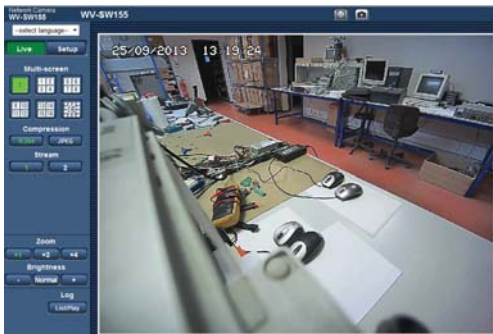 Network Camera
WV-SW155
WV-SW155
--select language--
Live
Setup
25/09/2013 13:19:24
Multi-screen
Compression
H.264
JPEG
Stream
1
2
Zoom
x1
x2
x4
Brightness
-
Normal
+
Log
List/Play